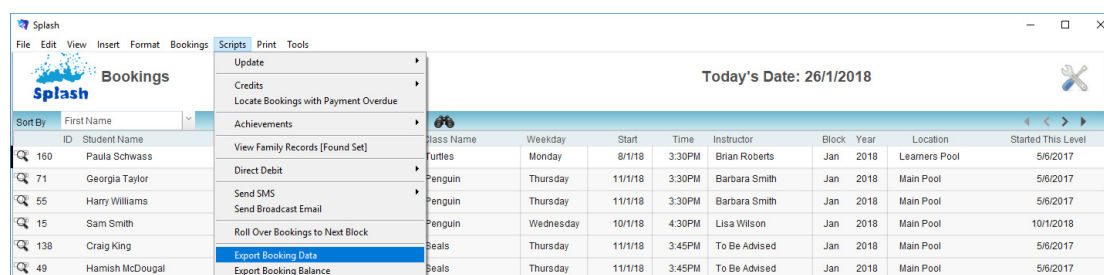 Splash
File Edit View Insert Format Bookings Scripts Print Tools
Splash
Bookings
Today's Date: 26/1/2018
Update
Credits
Locate Bookings with Payment Overdue
Achievements
View Family Records [Found Set]
Direct Debit
Send SMS
Send Broadcast Email
Roll Over Bookings to Next Block
Export Booking Data
Export Booking Balance
Sort By First Name
ID Student Name Class Name Weekday Start Time Instructor Block Year Location Started This Level
160 Paula Schwass Turtles Monday 8/1/18 3:30PM Brian Roberts Jan 2018 Learners Pool 5/6/2017
71 Georgia Taylor Penguin Thursday 11/1/18 3:30PM Barbara Smith Jan 2018 Main Pool 5/6/2017
55 Harry Williams Penguin Thursday 11/1/18 3:30PM Barbara Smith Jan 2018 Main Pool 5/6/2017
15 Sam Smith Penguin Wednesday 10/1/18 4:30PM Lisa Wilson Jan 2018 Main Pool 10/1/2018
138 Craig King Seals Thursday 11/1/18 3:45PM To Be Advised Jan 2018 Main Pool 5/6/2017
49 Hamish McDougal Seals Thursday 11/1/18 3:45PM To Be Advised Jan 2018 Main Pool 5/6/2017